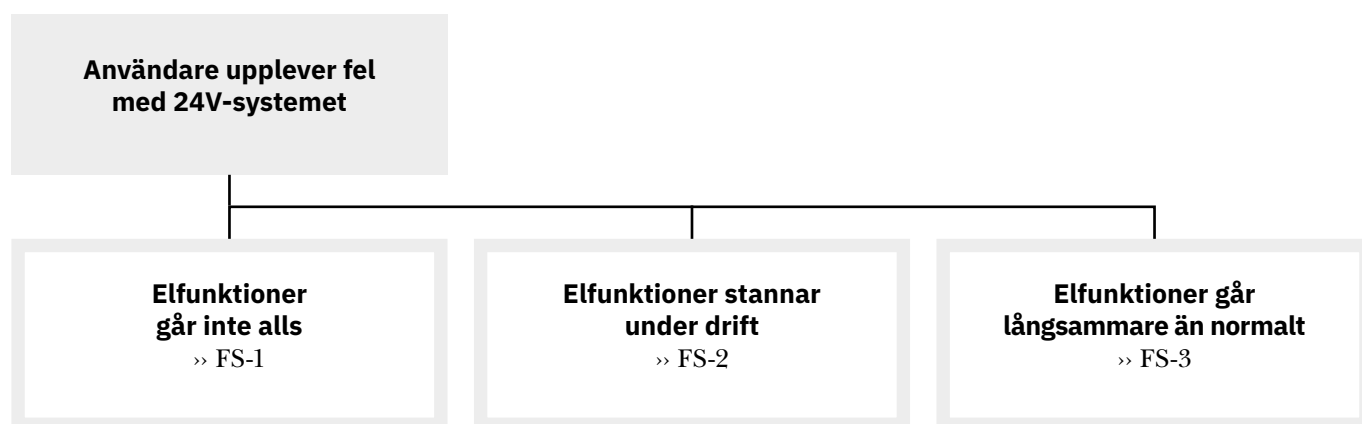 Användare upplever fel
med 24V-systemet
Elfunktioner
går inte alls
›› FS-1
Elfunktioner stannar
under drift
›› FS-2
Elfunktioner går
långsammare än normalt
›› FS-3